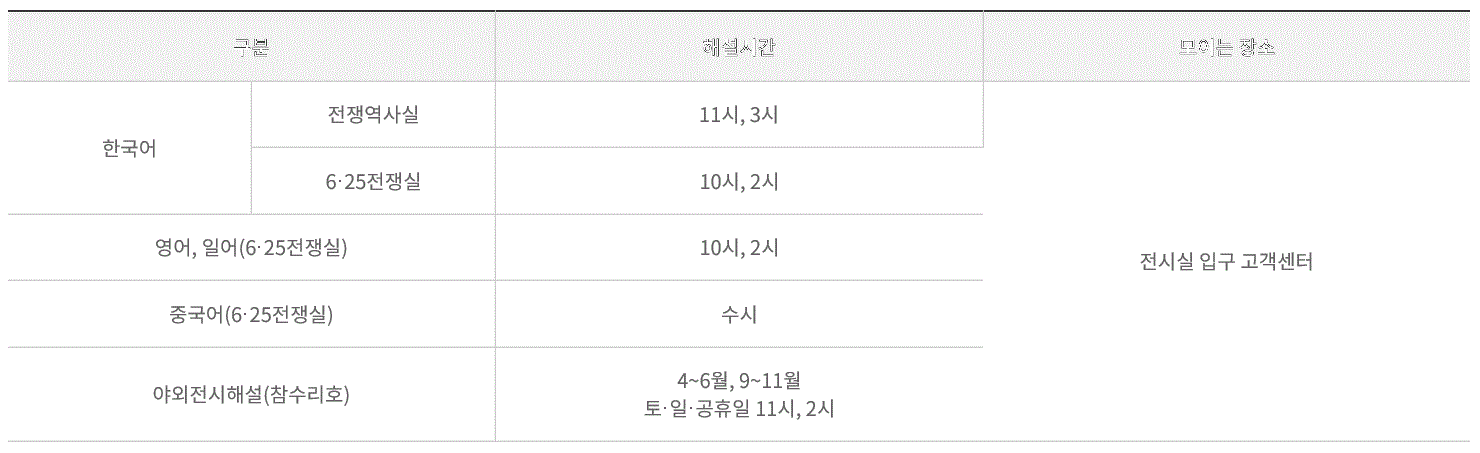 구분 해설시간 모이는 장소
한국어 전쟁역사실 11시, 3시
6·25전쟁실 10시, 2시
영어, 일어(6·25전쟁실) 10시, 2시
전시실 입구 고객센터
중국어(6·25전쟁실) 수시
야외전시해설(참수리호) 4~6월, 9~11월
토·일·공휴일 11시, 2시